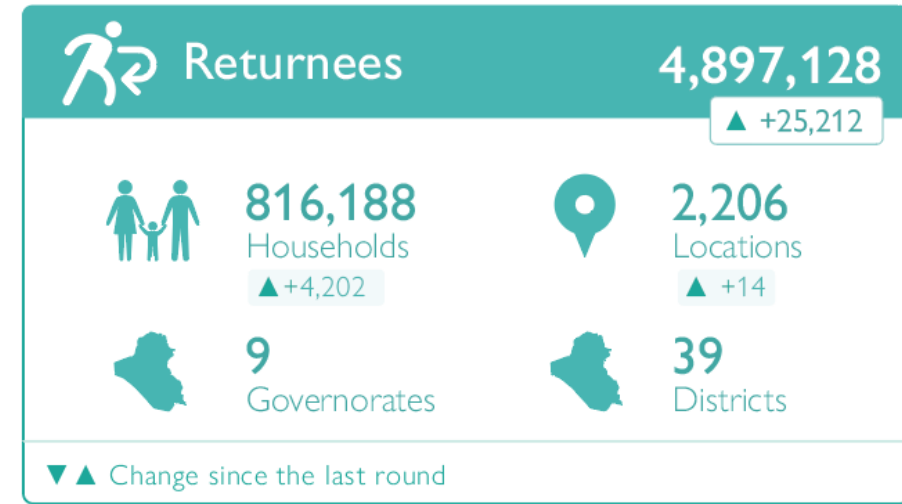 Returnees
4,897,128
▲ +25,212
816,188
Households
▲+4,202
2,206
Locations
▲ +14
9
Governorates
39
Districts
▼▲ Change since the last round